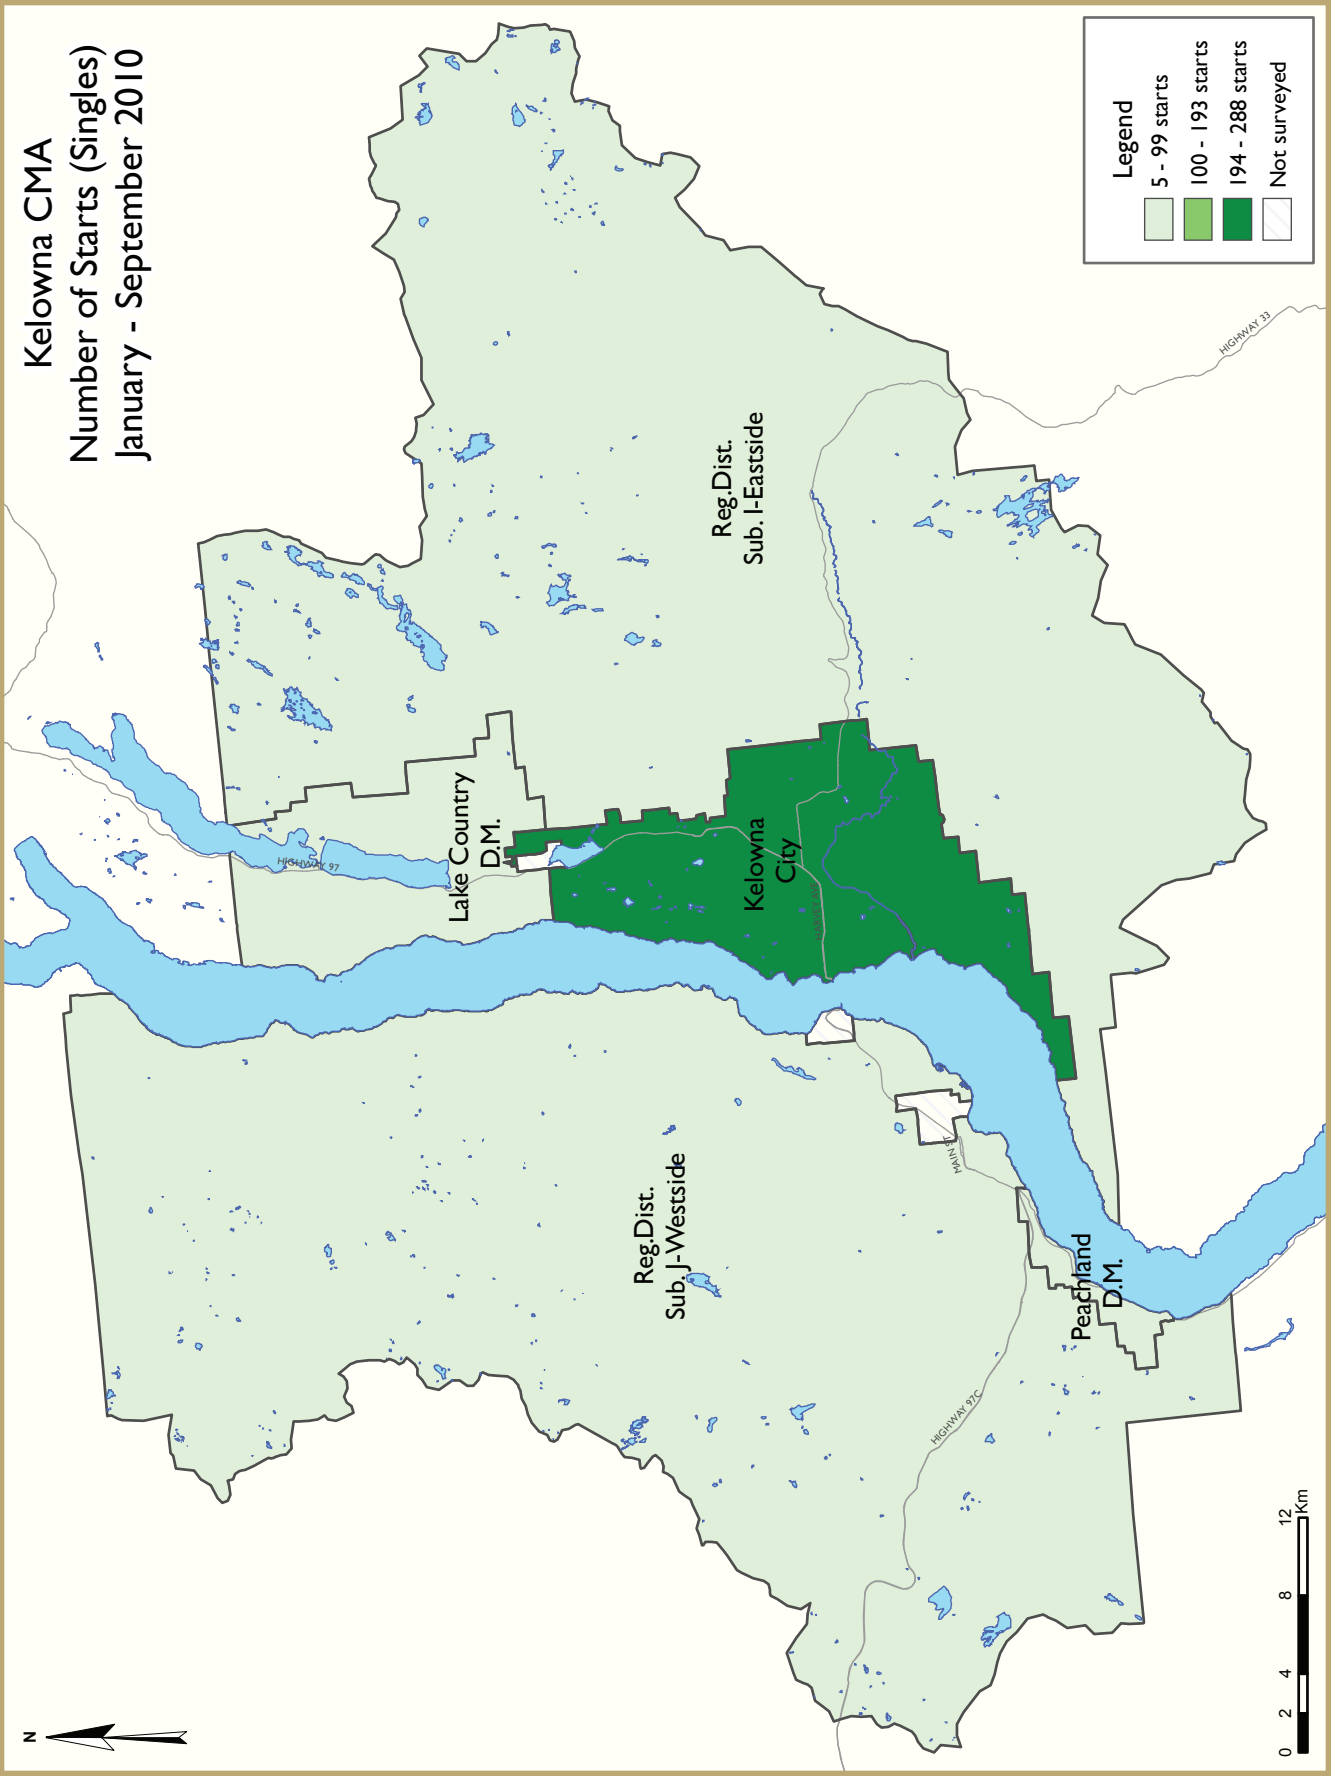 Kelowna CMA
Number of Starts (Singles)
January - September 2010
Legend
5 - 99 starts
100 - 193 starts
194 - 288 starts
Not surveyed
HIGHWAY 33
Reg.Dist.
Sub. I-Eastside
HIGHWAY 97
Lake Country
D.M.
Kelowna
City
HARVEY AVE
Reg.Dist.
Sub. J-Westside
MAIN ST
Peachland
D.M.
HIGHWAY 97C
N
0 2 4 8 12
Km